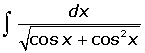 ∫ dx / √(cos x + cos²x)